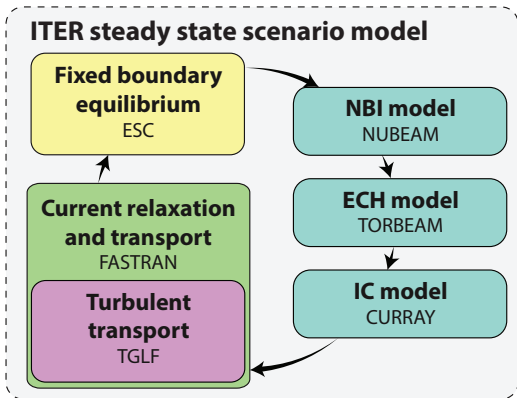 ITER steady state scenario model
Fixed boundary
equilibrium
ESC
NBI model
NUBEAM
ECH model
TORBEAM
IC model
CURRAY
Current relaxation
and transport
FASTRAN
Turbulent
transport
TGLF